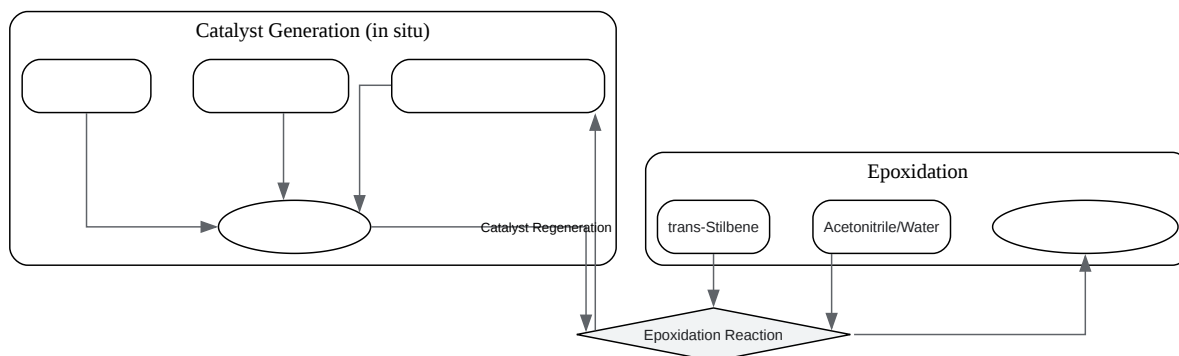 Catalyst Generation (in situ)
Catalyst Regeneration
Epoxidation
trans-Stilbene
Acetonitrile/Water
Epoxidation Reaction